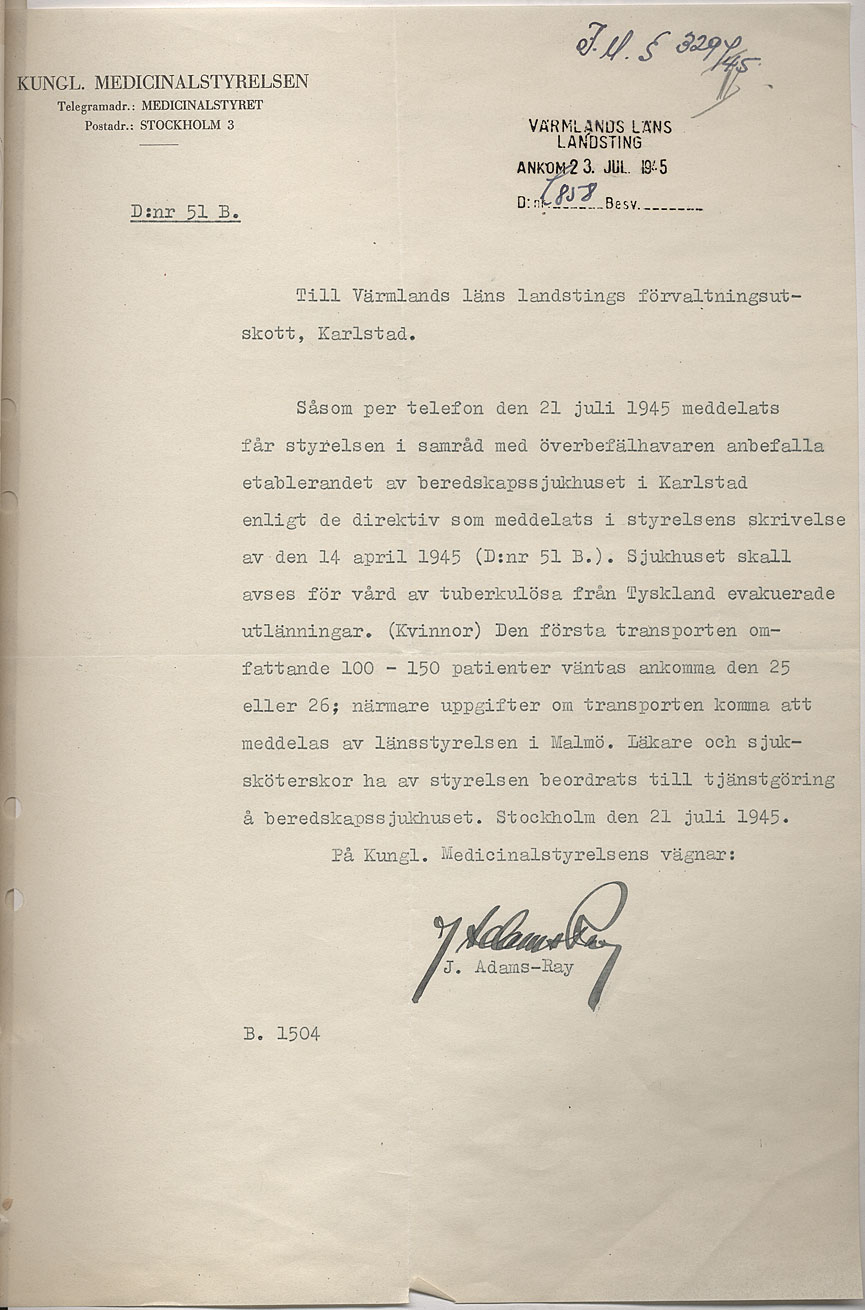 F.U. § 329/45
KUNGL. MEDICINALSTYRELSEN
Telegramadr.: MEDICINALSTYRET
Postadr.: STOCKHOLM 3
VÄRMLANDS LÄNS
LANDSTING
ANKOM 23. JUL. 1945
D:nr. 1858 Besv.
D:nr 51 B.
Till Värmlands läns landstings förvaltningsut-
skott, Karlstad.
Såsom per telefon den 21 juli 1945 meddelats
får styrelsen i samråd med överbefälhavaren anbefalla
etablerandet av beredskapssjukhuset i Karlstad
enligt de direktiv som meddelats i styrelsens skrivelse
av den 14 april 1945 (D:nr 51 B.). Sjukhuset skall
avses för vård av tuberkulösa från Tyskland evakuerade
utlänningar. (Kvinnor) Den första transporten om-
fattande 100 - 150 patienter väntas ankomma den 25
eller 26; närmare uppgifter om transporten komma att
meddelas av länsstyrelsen i Malmö. Läkare och sjuk-
sköterskor ha av styrelsen beordrats till tjänstgöring
å beredskapssjukhuset. Stockholm den 21 juli 1945.
På Kungl. Medicinalstyrelsens vägnar:
J Adams-Ray
J. Adams-Ray
B. 1504